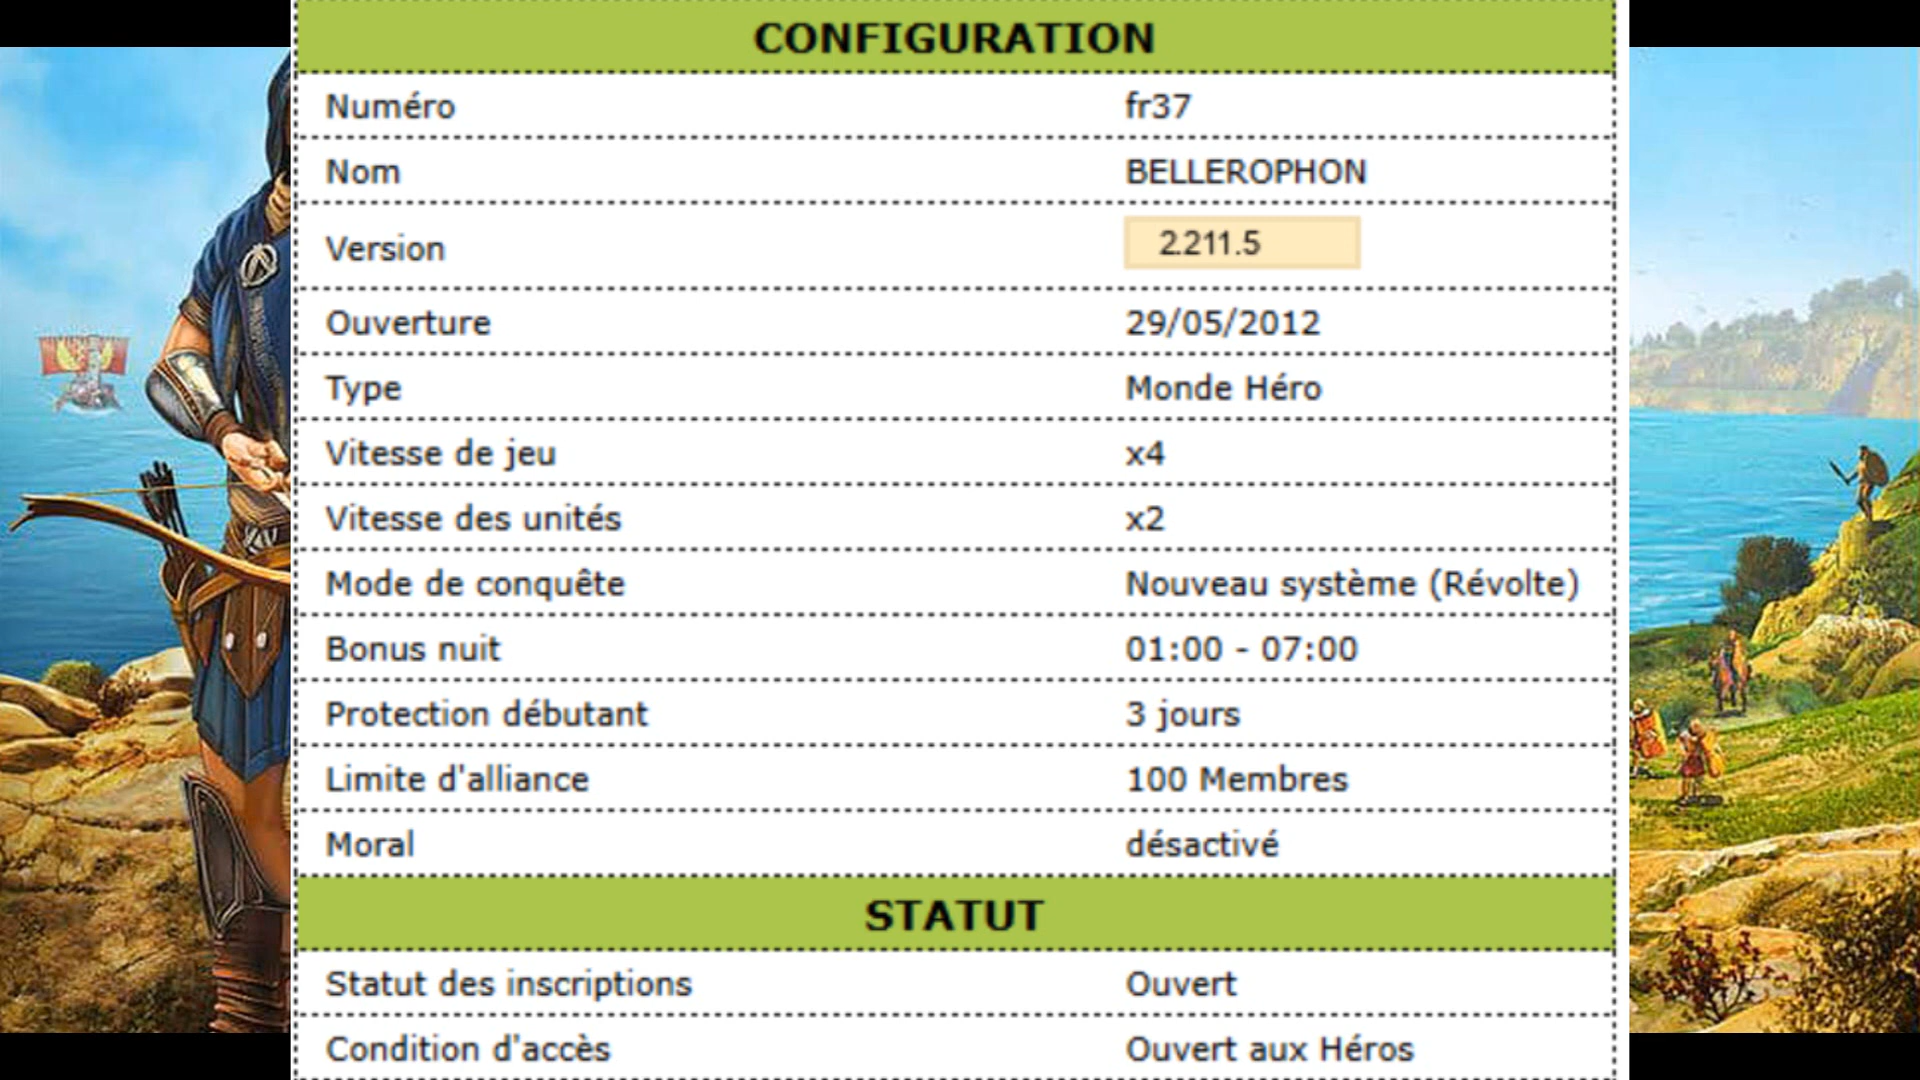 CONFIGURATION
Numéro fr37
Nom BELLEROPHON
Version 2.211.5
Ouverture 29/05/2012
Type Monde Héro
Vitesse de jeu x4
Vitesse des unités x2
Mode de conquête Nouveau système (Révolte)
Bonus nuit 01:00 - 07:00
Protection débutant 3 jours
Limite d'alliance 100 Membres
Moral désactivé
STATUT
Statut des inscriptions Ouvert
Condition d'accès Ouvert aux Héros